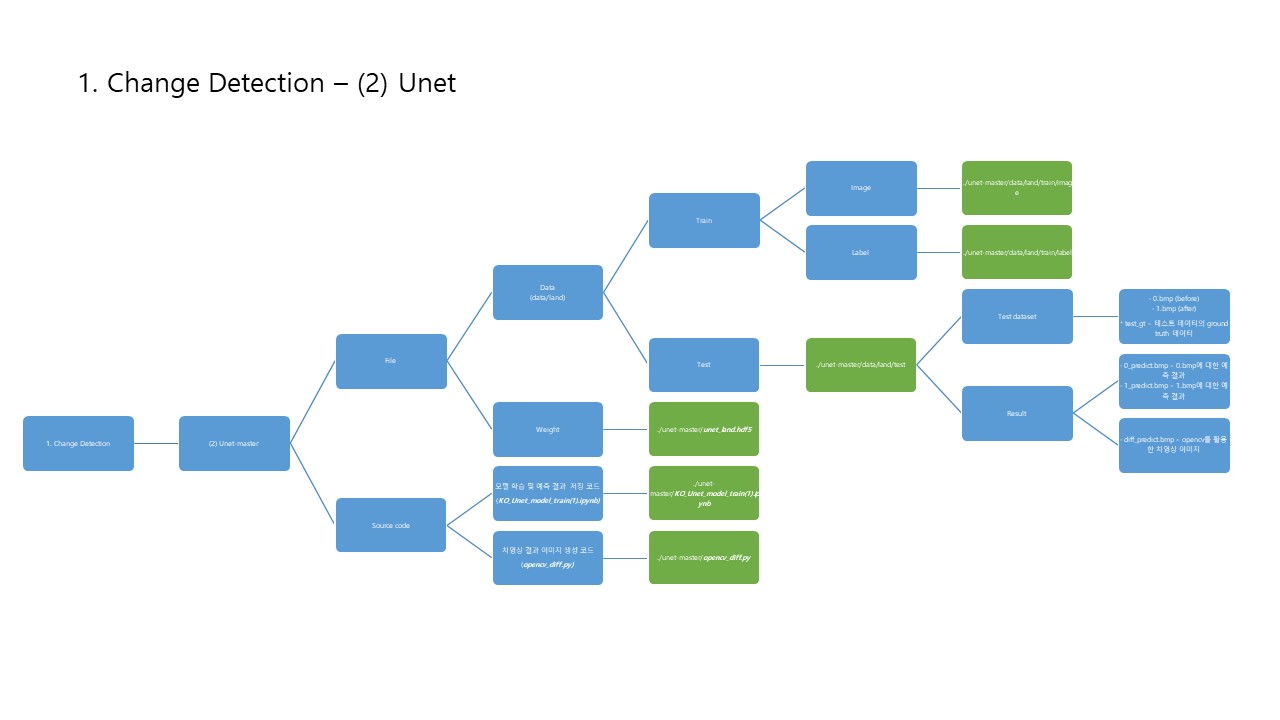 1. Change Detection – (2) Unet
1. Change Detection
(2) Unet-master
File
Data
(data/land)
Train
Image
./unet-master/data/land/train/imag
e
Label
./unet-master/data/land/train/label
Test
./unet-master/data/land/test
Test dataset
- 0.bmp (before)
- 1.bmp (after)
* test_gt – 테스트 데이터의 ground
truth 데이터
Result
- 0_predict.bmp – 0.bmp에 대한 예
측 결과
- 1_predict.bmp – 1.bmp에 대한 예
측 결과
- diff_predict.bmp – opencv를 활용
한 차영상 이미지
Weight
./unet-master/unet_land.hdf5
Source code
모델 학습 및 예측 결과 저장 코드
(KO_Unet_model_train(1).ipynb)
./unet-
master/KO_Unet_model_train(1).ip
ynb
차영상 결과 이미지 생성 코드
(opencv_diff.py)
./unet-master/opencv_diff.py